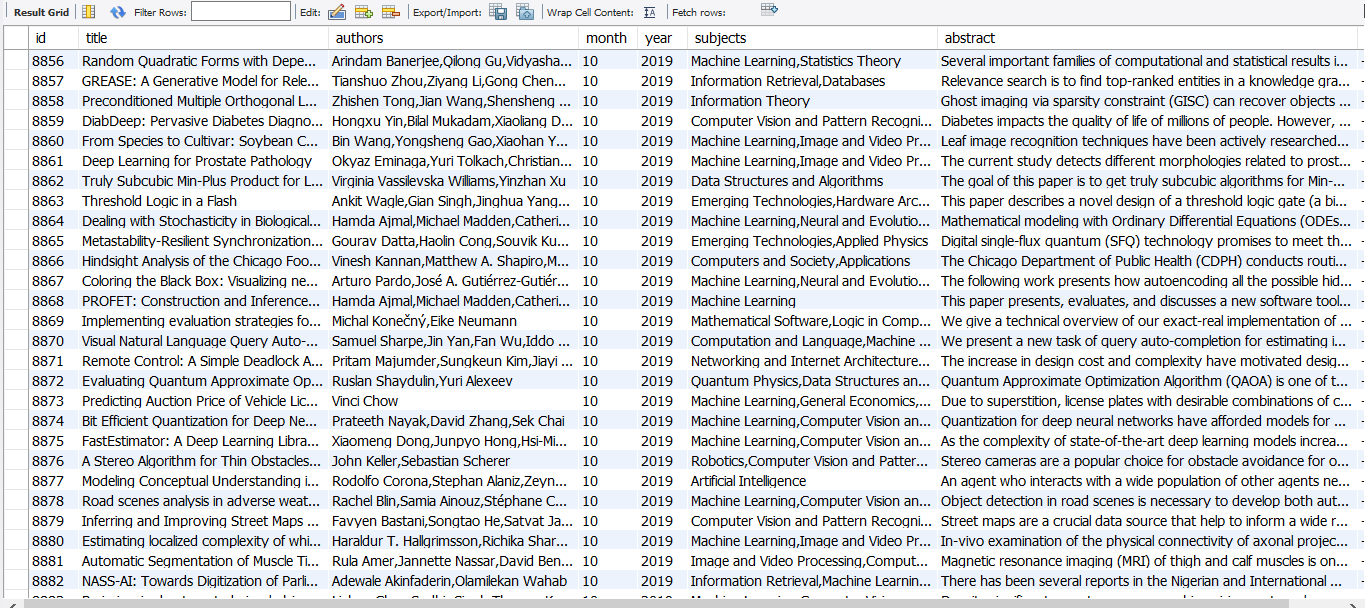 Result Grid Filter Rows: Edit: Export/Import: Wrap Cell Content: IA Fetch rows:
id title authors month year subjects abstract
8856 Random Quadratic Forms with Depe... Arindam Banerjee,Qilong Gu,Vidyasha... 10 2019 Machine Learning,Statistics Theory Several important families of computational and statistical results i...
8857 GREASE: A Generative Model for Rele... Tianshuo Zhou,Ziyang Li,Gong Chen... 10 2019 Information Retrieval,Databases Relevance search is to find top-ranked entities in a knowledge gra...
8858 Preconditioned Multiple Orthogonal L... Zhishen Tong,Jian Wang,Shensheng ... 10 2019 Information Theory Ghost imaging via sparsity constraint (GISC) can recover objects ...
8859 DiabDeep: Pervasive Diabetes Diagno... Hongxu Yin,Bilal Mukadam,Xiaoliang D... 10 2019 Computer Vision and Pattern Recogni... Diabetes impacts the quality of life of millions of people. However, ...
8860 From Species to Cultivar: Soybean C... Bin Wang,Yongsheng Gao,Xiaohan Y... 10 2019 Machine Learning,Image and Video Pr... Leaf image recognition techniques have been actively researched...
8861 Deep Learning for Prostate Pathology Okyaz Eminaga,Yuri Tolkach,Christian... 10 2019 Machine Learning,Image and Video Pr... The current study detects different morphologies related to prost...
8862 Truly Subcubic Min-Plus Product for L... Virginia Vassilevska Williams,Yinzhan Xu 10 2019 Data Structures and Algorithms The goal of this paper is to get truly subcubic algorithms for Min-...
8863 Threshold Logic in a Flash Ankit Wagle,Gian Singh,Jinghua Yang... 10 2019 Emerging Technologies,Hardware Arc... This paper describes a novel design of a threshold logic gate (a bi...
8864 Dealing with Stochasticity in Biological... Hamda Ajmal,Michael Madden,Catheri... 10 2019 Machine Learning,Neural and Evolutio... Mathematical modeling with Ordinary Differential Equations (ODEs...
8865 Metastability-Resilient Synchronization... Gourav Datta,Haolin Cong,Souvik Ku... 10 2019 Emerging Technologies,Applied Physics Digital single-flux quantum (SFQ) technology promises to meet th...
8866 Hindsight Analysis of the Chicago Foo... Vinesh Kannan,Matthew A. Shapiro,M... 10 2019 Computers and Society,Applications The Chicago Department of Public Health (CDPH) conducts routi...
8867 Coloring the Black Box: Visualizing ne... Arturo Pardo,José A. Gutiérrez-Gutiér... 10 2019 Machine Learning,Neural and Evolutio... The following work presents how autoencoding all the possible hid...
8868 PROFET: Construction and Inference... Hamda Ajmal,Michael Madden,Catheri... 10 2019 Machine Learning This paper presents, evaluates, and discusses a new software tool...
8869 Implementing evaluation strategies fo... Michal Konečný,Eike Neumann 10 2019 Mathematical Software,Logic in Comp... We give a technical overview of our exact-real implementation of ...
8870 Visual Natural Language Query Auto-... Samuel Sharpe,Jin Yan,Fan Wu,Iddo ... 10 2019 Computation and Language,Machine ... We present a new task of query auto-completion for estimating i...
8871 Remote Control: A Simple Deadlock A... Pritam Majumder,Sungkeun Kim,Jiayi ... 10 2019 Networking and Internet Architecture... The increase in design cost and complexity have motivated desig...
8872 Evaluating Quantum Approximate Op... Ruslan Shaydulin,Yuri Alexeev 10 2019 Quantum Physics,Data Structures an... Quantum Approximate Optimization Algorithm (QAOA) is one of t...
8873 Predicting Auction Price of Vehicle Lic... Vinci Chow 10 2019 Machine Learning,General Economics,... Due to superstition, license plates with desirable combinations of c...
8874 Bit Efficient Quantization for Deep Ne... Prateeth Nayak,David Zhang,Sek Chai 10 2019 Machine Learning,Computer Vision an... Quantization for deep neural networks have afforded models for ...
8875 FastEstimator: A Deep Learning Libra... Xiaomeng Dong,Junpyo Hong,Hsi-Mi... 10 2019 Machine Learning,Computer Vision an... As the complexity of state-of-the-art deep learning models increa...
8876 A Stereo Algorithm for Thin Obstacles... John Keller,Sebastian Scherer 10 2019 Robotics,Computer Vision and Patter... Stereo cameras are a popular choice for obstacle avoidance for o...
8877 Modeling Conceptual Understanding i... Rodolfo Corona,Stephan Alaniz,Zeyn... 10 2019 Artificial Intelligence An agent who interacts with a wide population of other agents ne...
8878 Road scenes analysis in adverse weat... Rachel Blin,Samia Ainouz,Stéphane C... 10 2019 Machine Learning,Computer Vision an... Object detection in road scenes is necessary to develop both aut...
8879 Inferring and Improving Street Maps ... Favyen Bastani,Songtao He,Satvat Ja... 10 2019 Computer Vision and Pattern Recogni... Street maps are a crucial data source that help to inform a wide r...
8880 Estimating localized complexity of whi... Haraldur T. Hallgrimsson,Richika Shar... 10 2019 Machine Learning,Image and Video Pr... In-vivo examination of the physical connectivity of axonal projec...
8881 Automatic Segmentation of Muscle Ti... Rula Amer,Jannette Nassar,David Ben... 10 2019 Image and Video Processing,Comput... Magnetic resonance imaging (MRI) of thigh and calf muscles is on...
8882 NASS-AI: Towards Digitization of Parli... Adewale Akinfaderin,Olamilekan Wahab 10 2019 Information Retrieval,Machine Learnin... There has been several reports in the Nigerian and International ...